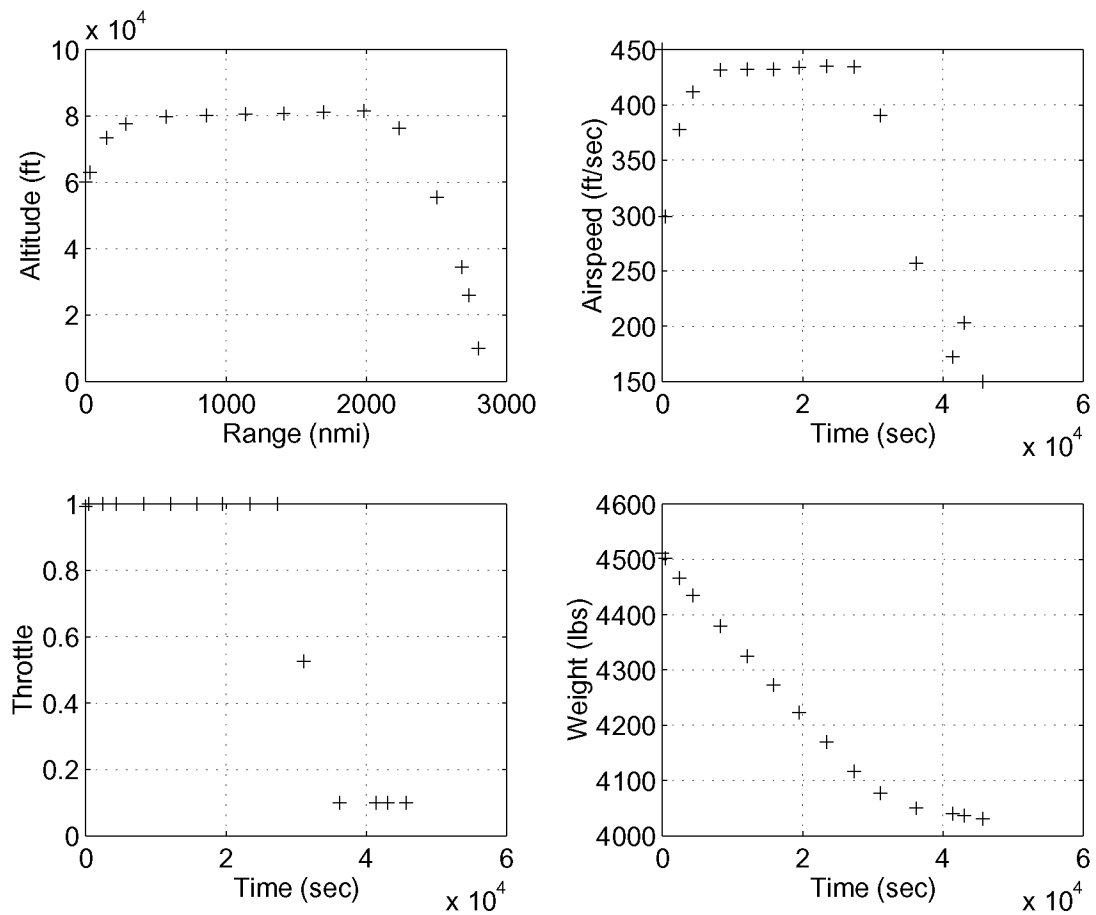 x 10^4
10
8
6
4
2
0
Altitude (ft)
0 1000 2000 3000
Range (nmi)
450
400
350
300
250
200
150
Airspeed (ft/sec)
0 2 4 6
Time (sec)
x 10^4
1
0.8
0.6
0.4
0.2
0
Throttle
0 2 4 6
Time (sec)
x 10^4
4600
4500
4400
4300
4200
4100
4000
Weight (lbs)
0 2 4 6
Time (sec)
x 10^4